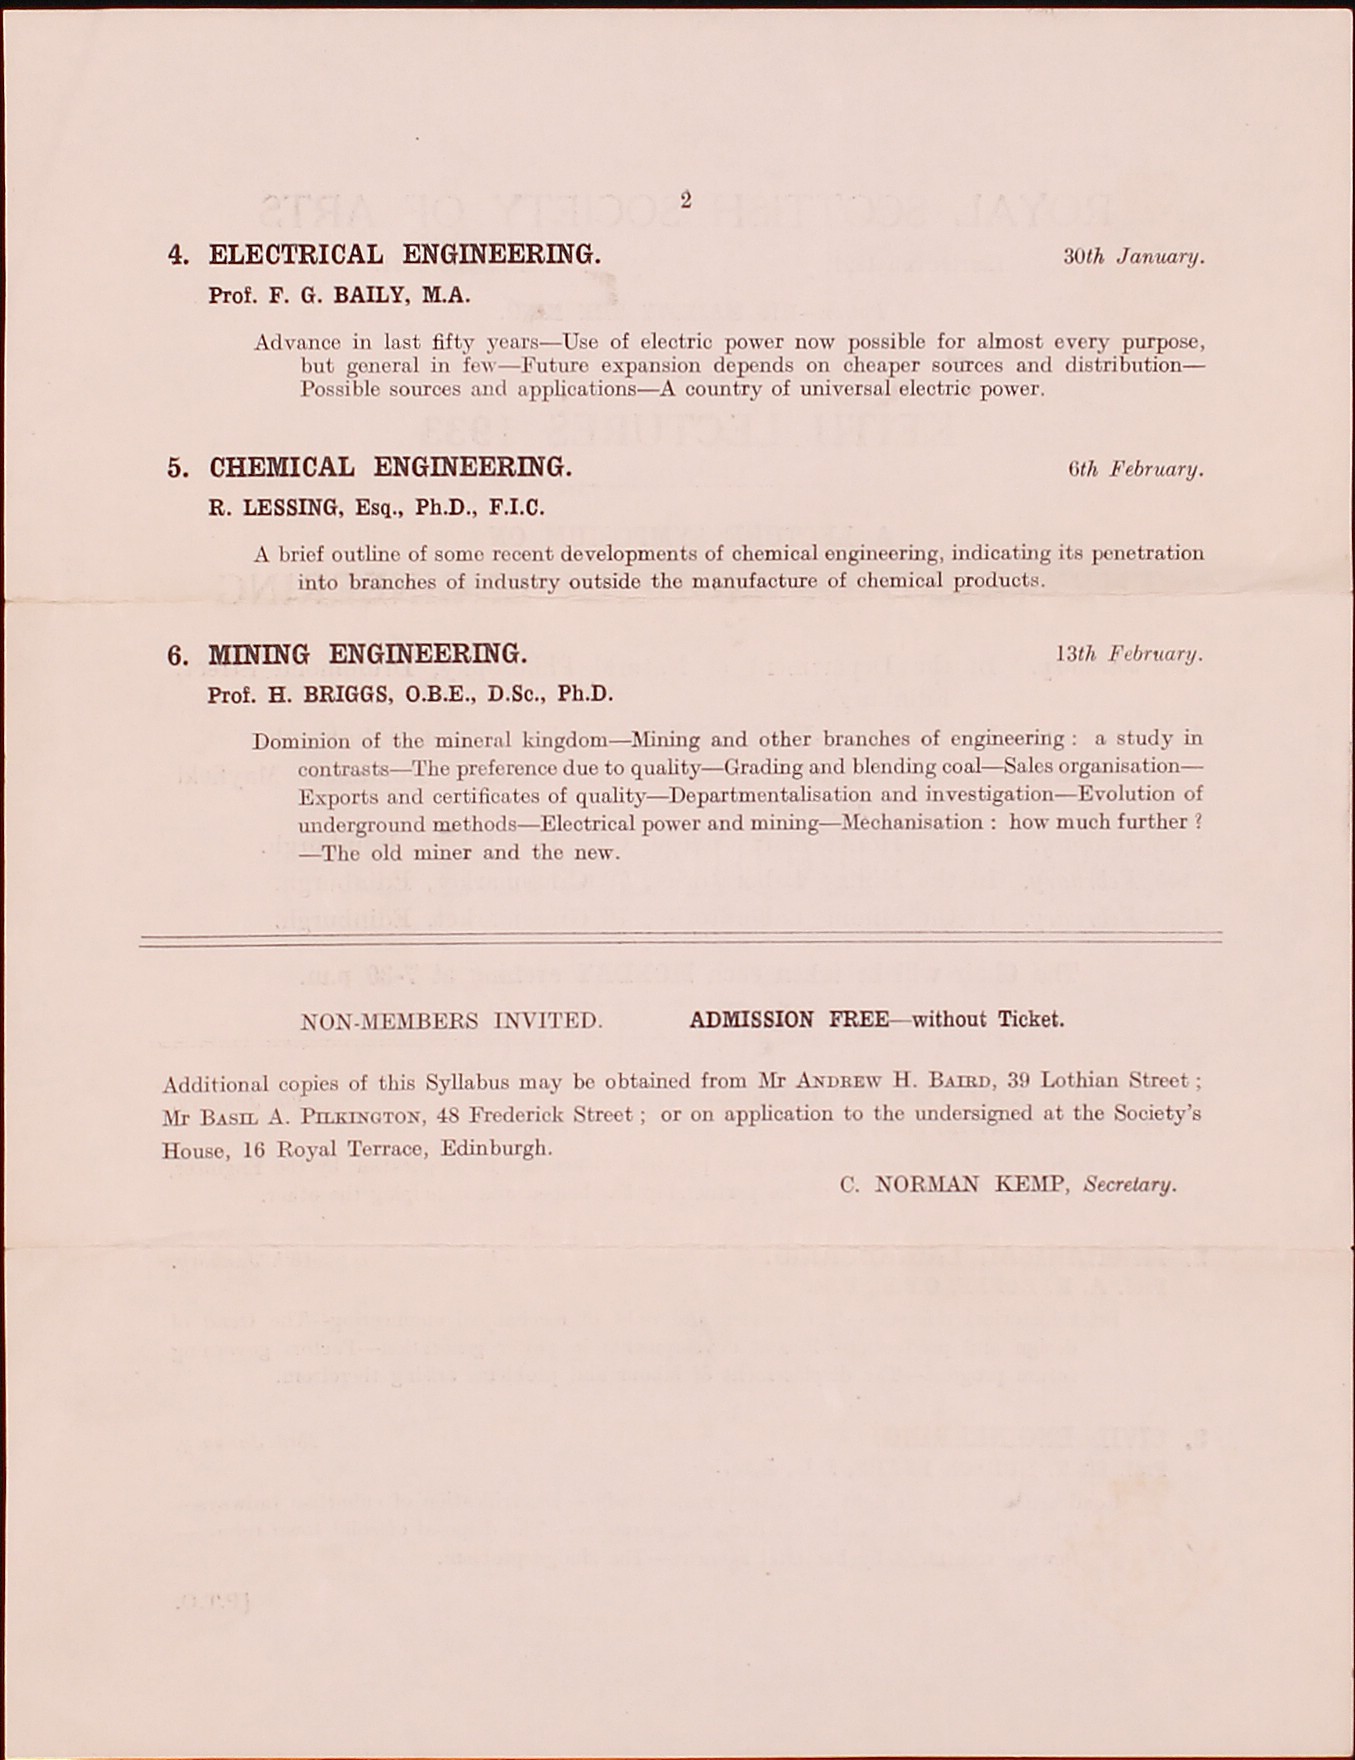 2
4. ELECTRICAL ENGINEERING. 30th January.
Prof. F. G. BAILY, M.A.
Advance in last fifty years—Use of electric power now possible for almost every purpose,
but general in few—Future expansion depends on cheaper sources and distribution—
Possible sources and applications—A country of universal electric power.
5. CHEMICAL ENGINEERING. 6th February.
R. LESSING, Esq., Ph.D., F.I.C.
A brief outline of some recent developments of chemical engineering, indicating its penetration
into branches of industry outside the manufacture of chemical products.
6. MINING ENGINEERING. 13th February.
Prof. H. BRIGGS, O.B.E., D.Sc., Ph.D.
Dominion of the mineral kingdom—Mining and other branches of engineering : a study in
contrasts—The preference due to quality—Grading and blending coal—Sales organisation—
Exports and certificates of quality—Departmentalisation and investigation—Evolution of
underground methods—Electrical power and mining—Mechanisation : how much further ?
—The old miner and the new.
NON-MEMBERS INVITED. ADMISSION FREE—without Ticket.
Additional copies of this Syllabus may be obtained from Mr ANDREW H. BAIRD, 39 Lothian Street ;
Mr BASIL A. PILKINGTON, 48 Frederick Street ; or on application to the undersigned at the Society's
House, 16 Royal Terrace, Edinburgh.
C. NORMAN KEMP, Secretary.